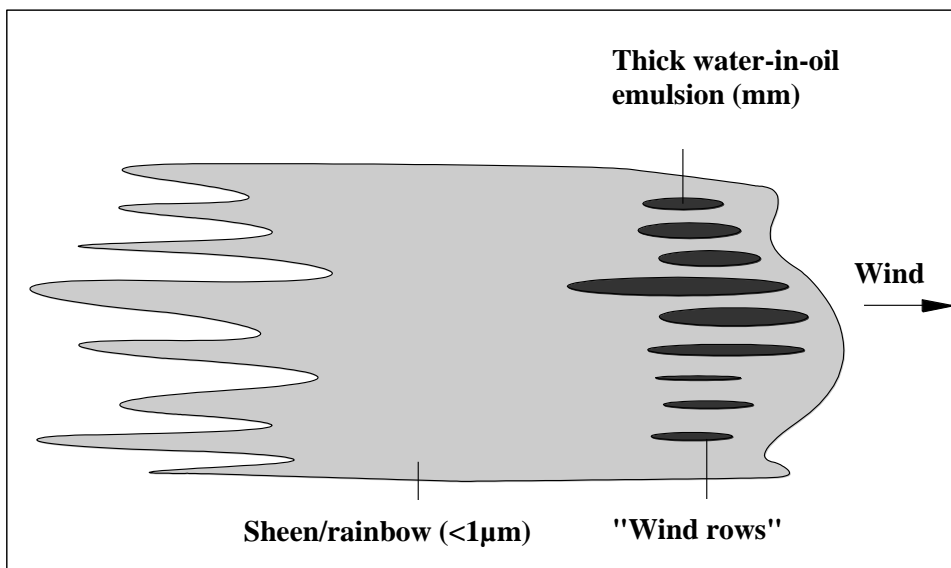 Thick water-in-oil
emulsion (mm)
Wind
Sheen/rainbow (<1µm)
"Wind rows"